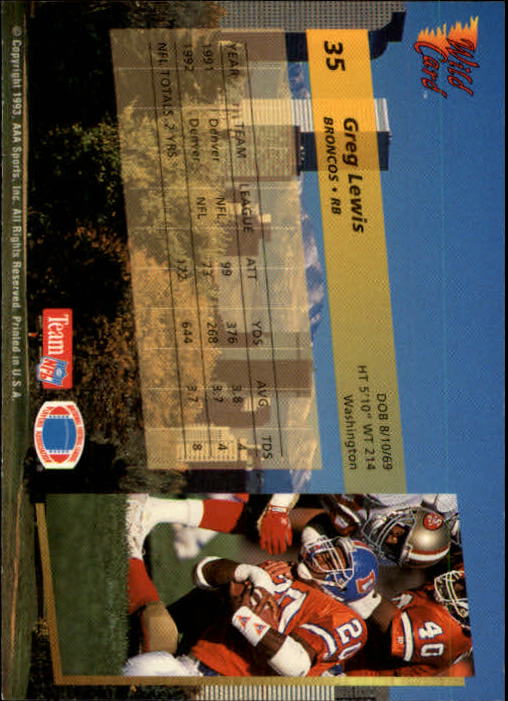 Wild
Card
TM
35 Greg Lewis
BRONCOS • RB
DOB 8/10/69
HT 5'10" WT 214
Washington
YEAR TEAM LEAGUE ATT YDS AVG TDS
1991 Denver NFL 99 376 3.8 4
1992 Denver NFL 73 268 3.7 4
NFL TOTALS, 2 YRS 172 644 3.7 8
Team
NFL
20
40
© Copyright 1993, AAA Sports, Inc. All Rights Reserved. Printed in U.S.A.